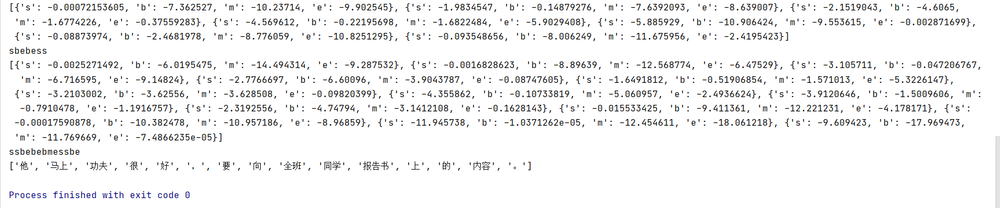 [{'s': -0.00072153605, 'b': -7.362527, 'm': -10.23714, 'e': -9.902545}, {'s': -1.9834547, 'b': -0.14879276, 'm': -7.6392093, 'e': -8.639007}, {'s': -2.1519043, 'b': -4.6065,
'm': -1.6774226, 'e': -0.37559283}, {'s': -4.569612, 'b': -0.22195698, 'm': -1.6822484, 'e': -5.9029408}, {'s': -5.885929, 'b': -10.906424, 'm': -9.553615, 'e': -0.002871699},
{'s': -0.08873974, 'b': -2.4681978, 'm': -8.776059, 'e': -10.8251295}, {'s': -0.093548656, 'b': -8.006249, 'm': -11.675956, 'e': -2.4195423}]
sbebess
[{'s': -0.0025271492, 'b': -6.0195475, 'm': -14.494314, 'e': -9.287532}, {'s': -0.0016828623, 'b': -8.89639, 'm': -12.568774, 'e': -6.47529}, {'s': -3.105711, 'b': -0.047206767,
'm': -6.716595, 'e': -9.14824}, {'s': -2.7766697, 'b': -6.60096, 'm': -3.9043787, 'e': -0.08747605}, {'s': -1.6491812, 'b': -0.51906854, 'm': -1.571013, 'e': -5.3226147},
{'s': -3.2103002, 'b': -3.62556, 'm': -3.628508, 'e': -0.09820399}, {'s': -4.355862, 'b': -0.10733819, 'm': -5.060957, 'e': -2.4936624}, {'s': -3.9120646, 'b': -1.5009606, 'm':
-0.7910478, 'e': -1.1916757}, {'s': -2.3192556, 'b': -4.74794, 'm': -3.1412108, 'e': -0.1628143}, {'s': -0.015533425, 'b': -9.411361, 'm': -12.221231, 'e': -4.178171}, {'s':
-0.00017590878, 'b': -10.382478, 'm': -10.957186, 'e': -8.96859}, {'s': -11.945738, 'b': -1.0371262e-05, 'm': -12.454611, 'e': -18.061218}, {'s': -9.609423, 'b': -17.969473,
'm': -11.769669, 'e': -7.4866235e-05}]
ssbebebmessbe
['他', '马上', '功夫', '很', '好', '，', '要', '向', '全班', '同学', '报告书', '上', '的', '内容', '。']
Process finished with exit code 0